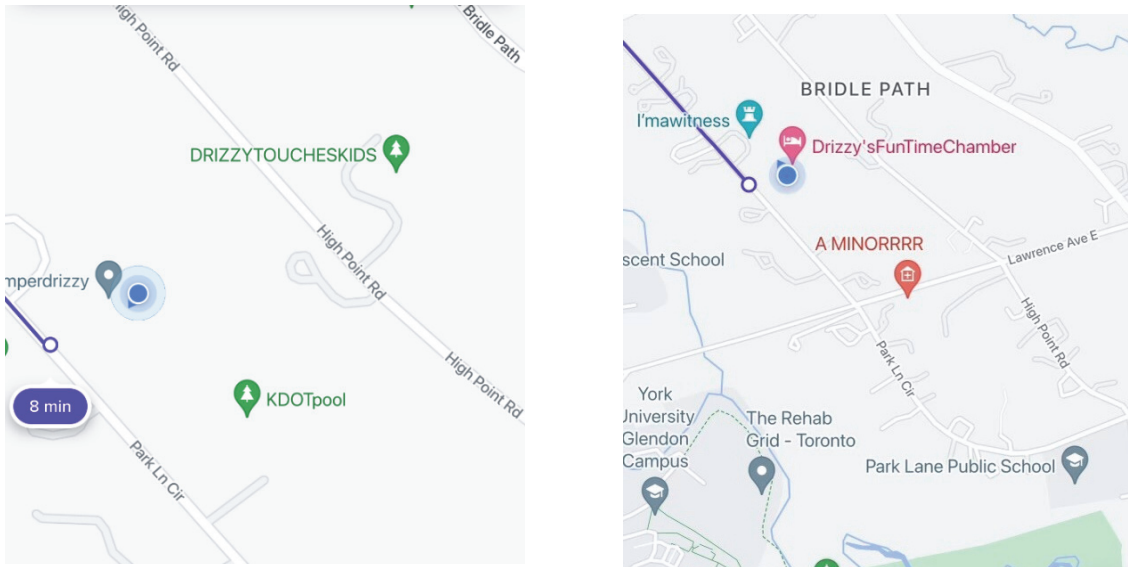 High Point Rd
Bridle Path
DRIZZYTOUCHESKIDS
High Point Rd
mperdrizzy
High Point Rd
8 min
KDOTpool
Park Ln Cir
BRIDLE PATH
I'mawitness
Drizzy'sFunTimeChamber
A MINORRRR
Lawrence Ave E
scent School
High Point Rd
Park Ln Cir
York
University
Glendon
Campus
The Rehab
Grid - Toronto
Park Lane Public School